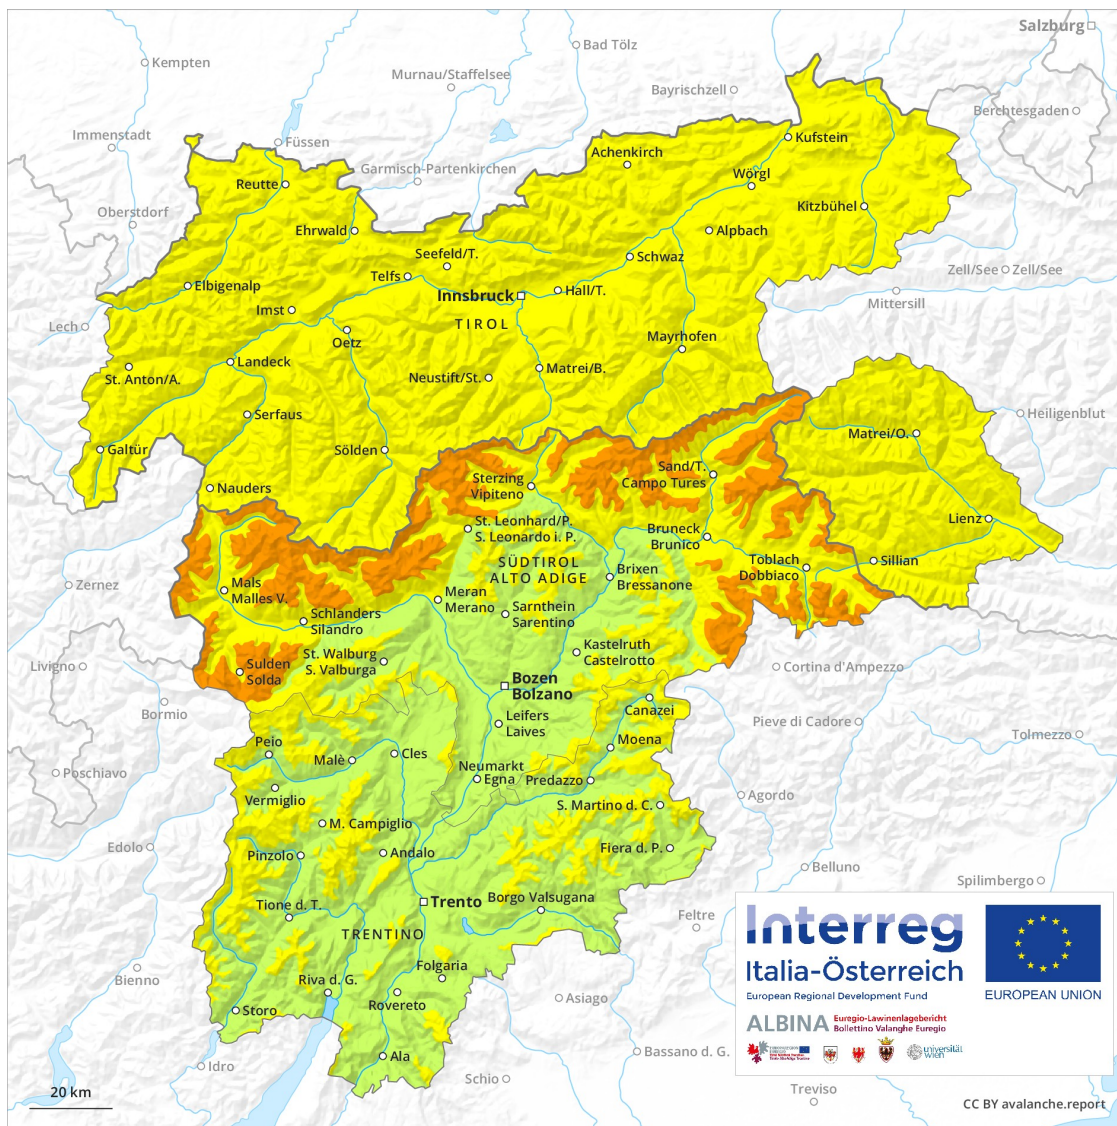 Salzburg
Bad Tölz
Kempten
Murnau/Staffelsee
Bayrischzell
Berchtesgaden
Immenstadt
Füssen
Kufstein
Achenkirch
Garmisch-Partenkirchen
Wörgl
Reutte
Oberstdorf
Kitzbühel
Ehrwald
Alpbach
Seefeld/T.
Schwaz
Telfs
Zell/See
Zell/See
Elbigenalp
Innsbruck
Hall/T.
Mittersill
Imst
TIROL
Lech
Oetz
Mayrhofen
Landeck
Matrei/B.
St. Anton/A.
Neustift/St.
Serfaus
Heiligenblut
Matrei/O.
Galtür
Sölden
Sand/T.
Campo Tures
Sterzing
Vipiteno
Nauders
Lienz
St. Leonhard/P.
S. Leonardo i. P.
Bruneck
Brunico
SÜDTIROL
ALTO ADIGE
Toblach
Dobbiaco
Sillian
Brixen
Bressanone
Zernez
Mals
Malles V.
Meran
Merano
Sarnthein
Sarentino
Schlanders
Silandro
Kastelruth
Castelrotto
St. Walburg
S. Valburga
Livigno
Sulden
Solda
Cortina d'Ampezzo
Bozen
Bolzano
Bormio
Canazei
Leifers
Laives
Pieve di Cadore
Tolmezzo
Peio
Moena
Malè
Cles
Poschiavo
Neumarkt
Egna
Predazzo
Vermiglio
Agordo
S. Martino d. C.
M. Campiglio
Edolo
Pinzolo
Andalo
Fiera d. P.
Belluno
Spilimbergo
Trento
Borgo Valsugana
Tione d. T.
Feltre
TRENTINO
Folgaria
Bienno
Riva d. G.
Rovereto
Asiago
Storo
Ala
Bassano d. G.
Idro
Schio
Treviso
20 km
Interreg
Italia-Österreich
European Regional Development Fund
EUROPEAN UNION
ALBINA
Euregio-Lawinenlagebericht
Bollettino Valanghe Euregio
universität
wien
CC BY avalanche.report